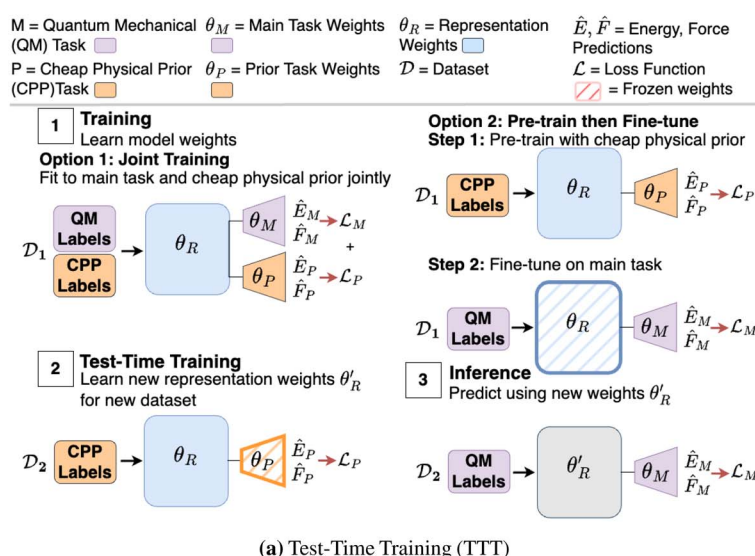 M = Quantum Mechanical (QM) Task
θ_M = Main Task Weights
θ_R = Representation Weights
Ê, F̂ = Energy, Force Predictions
P = Cheap Physical Prior (CPP)Task
θ_P = Prior Task Weights
𝒟 = Dataset
ℒ = Loss Function
= Frozen weights
1 Training
Learn model weights
Option 1: Joint Training
Fit to main task and cheap physical prior jointly
𝒟₁
QM
Labels
CPP
Labels
θ_R
θ_M
Ê_M
F̂_M
ℒ_M
+
θ_P
Ê_P
F̂_P
ℒ_P
Option 2: Pre-train then Fine-tune
Step 1: Pre-train with cheap physical prior
𝒟₁
CPP
Labels
θ_R
θ_P
Ê_P
F̂_P
ℒ_P
Step 2: Fine-tune on main task
𝒟₁
QM
Labels
θ_R
θ_M
Ê_M
F̂_M
ℒ_M
2 Test-Time Training
Learn new representation weights θ′_R
for new dataset
𝒟₂
CPP
Labels
θ_R
θ_P
Ê_P
F̂_P
ℒ_P
3 Inference
Predict using new weights θ′_R
𝒟₂
QM
Labels
θ′_R
θ_M
Ê_M
F̂_M
ℒ_M
(a) Test-Time Training (TTT)